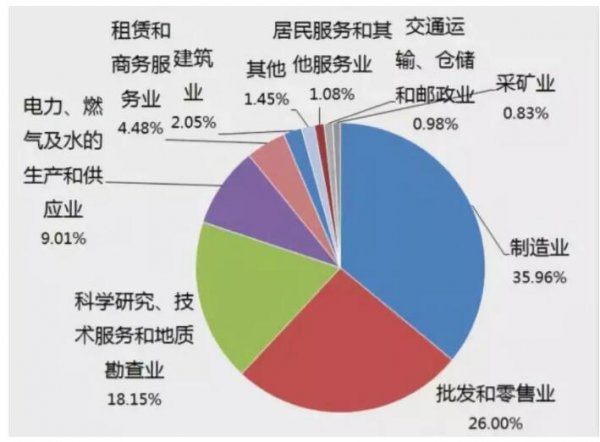 租赁和
商务服
务业
4.48%
建筑
业
2.05%
其他
1.45%
居民服务和其
他服务业
1.08%
交通运
输、仓储
和邮政业
0.98%
采矿业
0.83%
电力、燃
气及水的
生产和供
应业
9.01%
制造业
35.96%
科学研究、技
术服务和地质
勘查业
18.15%
批发和零售业
26.00%